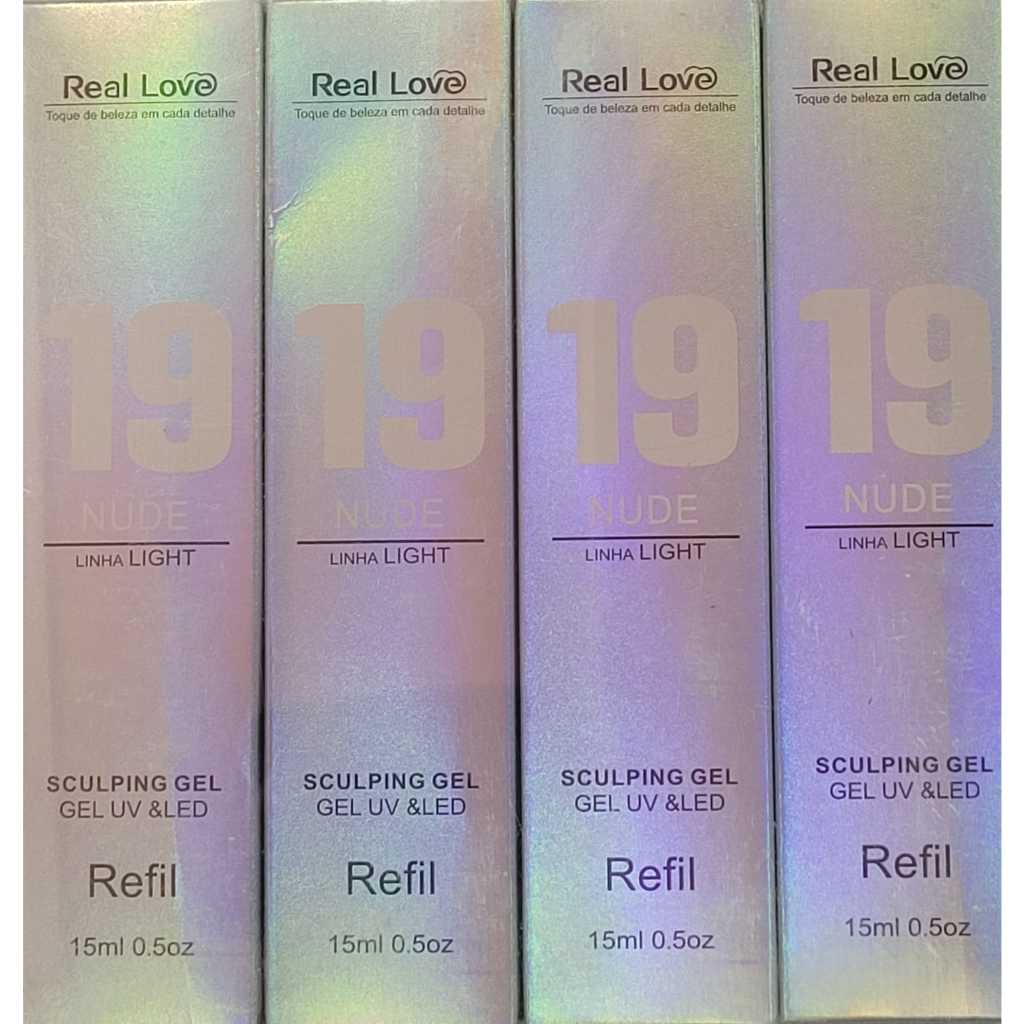 Real Love
Toque de beleza em cada detalhe
19
NUDE
LINHA LIGHT
SCULPING GEL
GEL UV &LED
Refil
15ml 0.5oz
Real Love
Toque de beleza em cada detalhe
19
NUDE
LINHA LIGHT
SCULPING GEL
GEL UV &LED
Refil
15ml 0.5oz
Real Love
Toque de beleza em cada detalhe
19
NUDE
LINHA LIGHT
SCULPING GEL
GEL UV &LED
Refil
15ml 0.5oz
Real Love
Toque de beleza em cada detalhe
19
NUDE
LINHA LIGHT
SCULPING GEL
GEL UV &LED
Refil
15ml 0.5oz